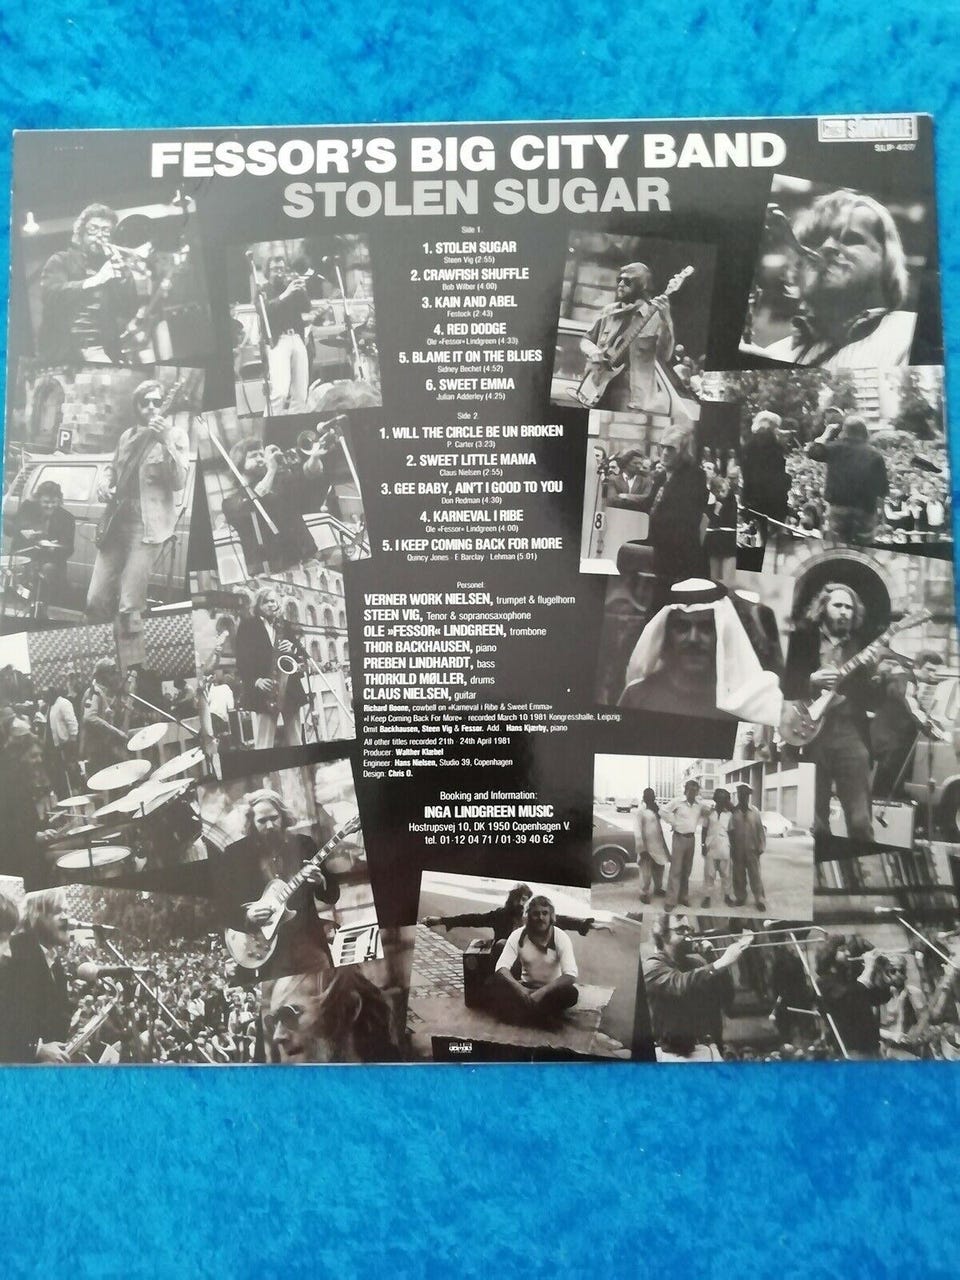 STORYVILLE
SLP 427
FESSOR'S BIG CITY BAND
STOLEN SUGAR
Side 1.
1. STOLEN SUGAR
Steen Vig (2:55)
2. CRAWFISH SHUFFLE
Bob Wilber (4:00)
3. KAIN AND ABEL
Festock (2:43)
4. RED DODGE
Ole »Fessor« Lindgreen (4:33)
5. BLAME IT ON THE BLUES
Sidney Bechet (4:52)
6. SWEET EMMA
Julian Adderley (4:25)
Side 2.
1. WILL THE CIRCLE BE UN BROKEN
P. Carter (3:23)
2. SWEET LITTLE MAMA
Claus Nielsen (2:55)
3. GEE BABY, AIN'T I GOOD TO YOU
Don Redman (4:30)
4. KARNEVAL I RIBE
Ole »Fessor« Lindgreen (4:00)
5. I KEEP COMING BACK FOR MORE
Quincy Jones · E Barclay · Lehman (5:01)
Personel:
VERNER WORK NIELSEN, trumpet & flugelhorn
STEEN VIG, Tenor & sopranosaxophone
OLE »FESSOR« LINDGREEN, trombone
THOR BACKHAUSEN, piano
PREBEN LINDHARDT, bass
THORKILD MØLLER, drums
CLAUS NIELSEN, guitar
Richard Boone, cowbell on »Karneval i Ribe & Sweet Emma«
»I Keep Coming Back For More« · recorded March 10 1981 Kongresshalle, Leipzig:
Omit Backhausen, Steen Vig & Fessor. Add. Hans Kjærby, piano
All other titles recorded 21th · 24th April 1981
Producer: Walther Klæbel
Engineer: Hans Nielsen, Studio 39, Copenhagen
Design: Chris O.
Booking and Information:
INGA LINDGREEN MUSIC
Hostrupsvej 10, DK 1950 Copenhagen V.
tel. 01·12 04 71 / 01·39 40 62
P
8